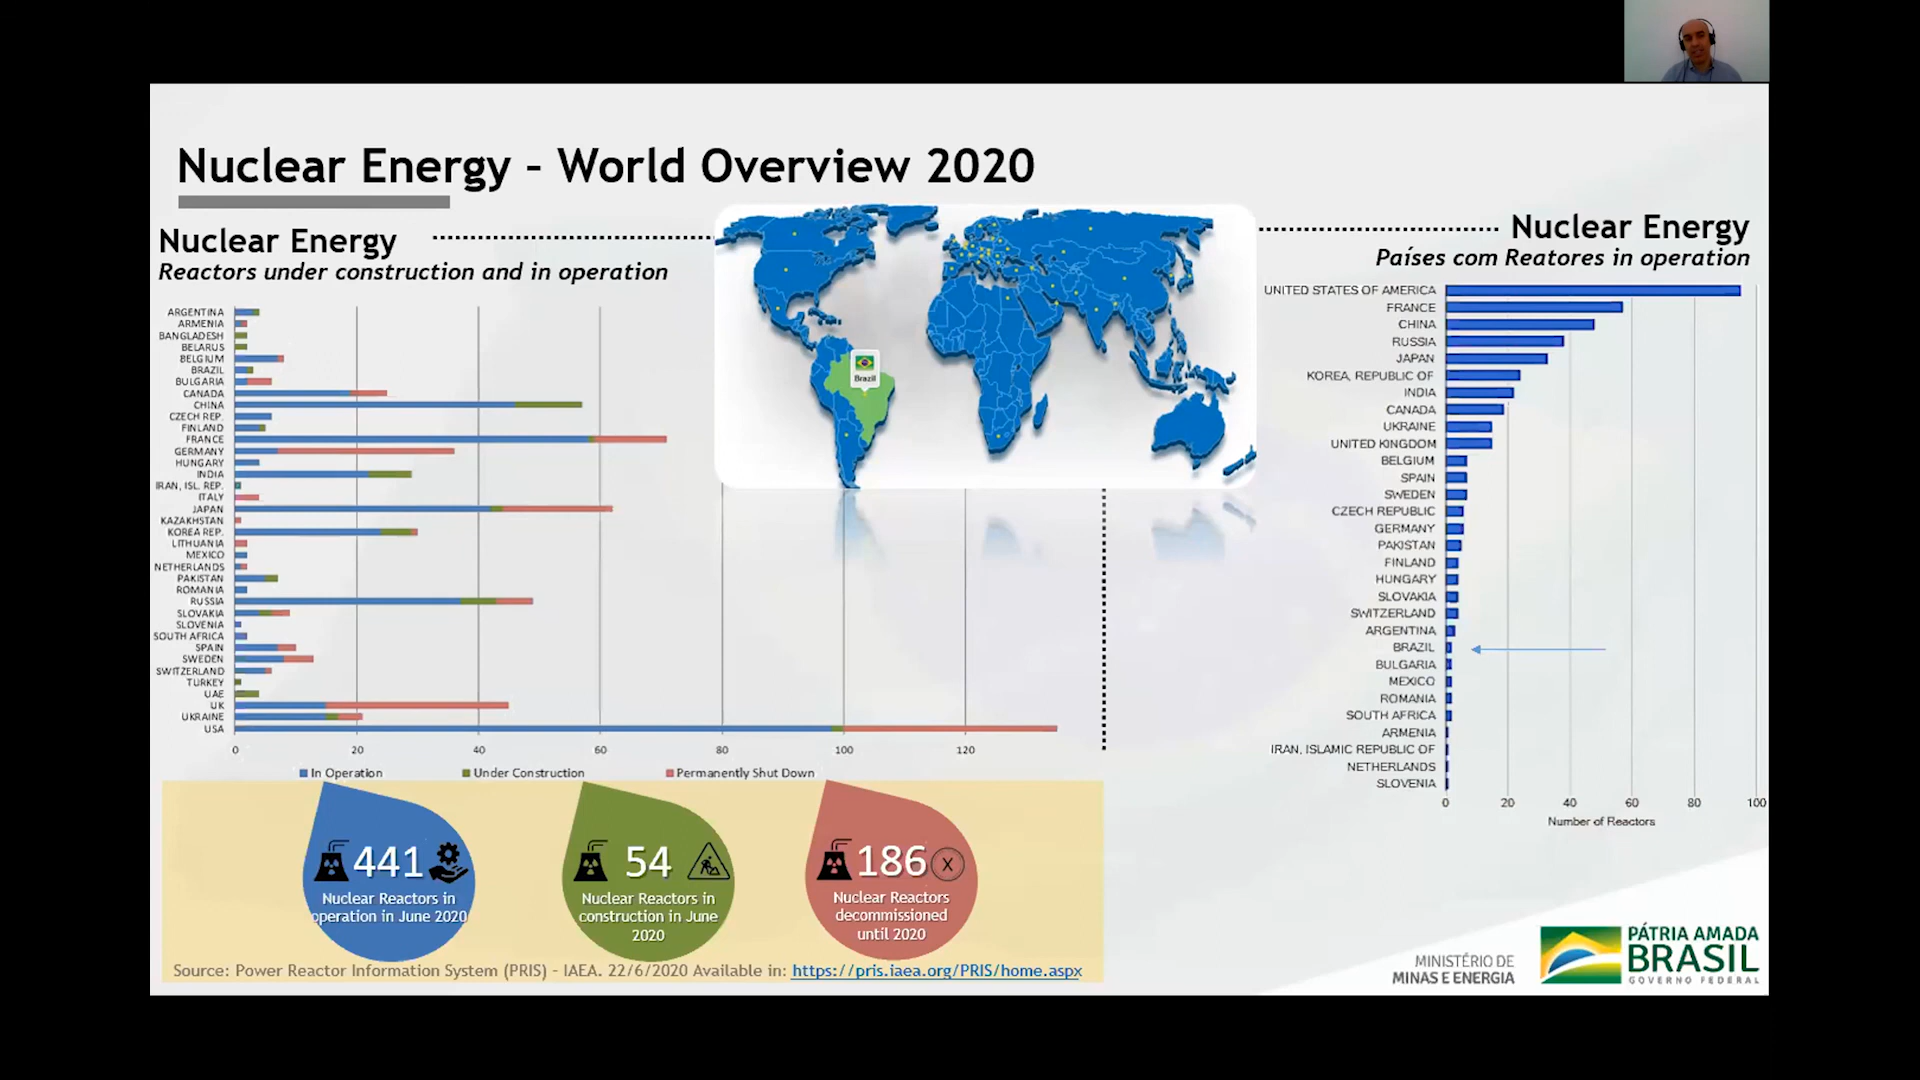 Nuclear Energy – World Overview 2020
Nuclear Energy
Reactors under construction and in operation
ARGENTINA
ARMENIA
BANGLADESH
BELARUS
BELGIUM
BRAZIL
BULGARIA
CANADA
CHINA
CZECH REP.
FINLAND
FRANCE
GERMANY
HUNGARY
INDIA
IRAN, ISL. REP.
ITALY
JAPAN
KAZAKHSTAN
KOREA REP.
LITHUANIA
MEXICO
NETHERLANDS
PAKISTAN
ROMANIA
RUSSIA
SLOVAKIA
SLOVENIA
SOUTH AFRICA
SPAIN
SWEDEN
SWITZERLAND
TURKEY
UAE
UK
UKRAINE
USA
0 20 40 60 80 100 120
In Operation Under Construction Permanently Shut Down
Brazil
Nuclear Energy
Países com Reatores in operation
UNITED STATES OF AMERICA
FRANCE
CHINA
RUSSIA
JAPAN
KOREA, REPUBLIC OF
INDIA
CANADA
UKRAINE
UNITED KINGDOM
BELGIUM
SPAIN
SWEDEN
CZECH REPUBLIC
GERMANY
PAKISTAN
FINLAND
HUNGARY
SLOVAKIA
SWITZERLAND
ARGENTINA
BRAZIL
BULGARIA
MEXICO
ROMANIA
SOUTH AFRICA
ARMENIA
IRAN, ISLAMIC REPUBLIC OF
NETHERLANDS
SLOVENIA
0 20 40 60 80 100
Number of Reactors
441
Nuclear Reactors in
operation in June 2020
54
Nuclear Reactors in
construction in June
2020
186
X
Nuclear Reactors
decommissioned
until 2020
Source: Power Reactor Information System (PRIS) – IAEA. 22/6/2020 Available in: https://pris.iaea.org/PRIS/home.aspx
MINISTÉRIO DE
MINAS E ENERGIA
PÁTRIA AMADA
BRASIL
GOVERNO FEDERAL